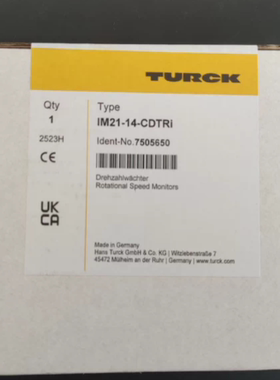 TURCK
Qty
1
2523H
CE
UK
CA
Type
IM21-14-CDTRi
Ident-No.7505650
Drehzahlwächter
Rotational Speed Monitors
Made in Germany
Hans Turck GmbH & Co. KG | Witzlebenstraße 7
45472 Mülheim an der Ruhr | Germany | www.turck.com